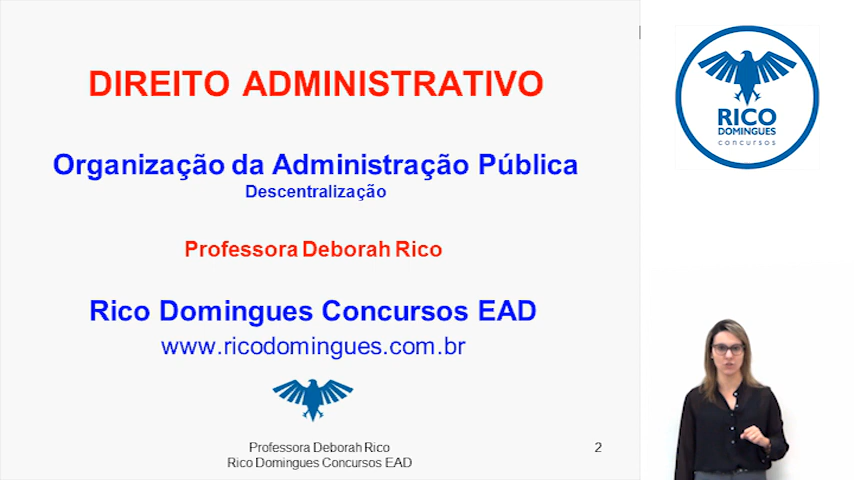 DIREITO ADMINISTRATIVO
Organização da Administração Pública
Descentralização
Professora Deborah Rico
Rico Domingues Concursos EAD
www.ricodomingues.com.br
Professora Deborah Rico
Rico Domingues Concursos EAD
2
RICO
DOMINGUES
concursos